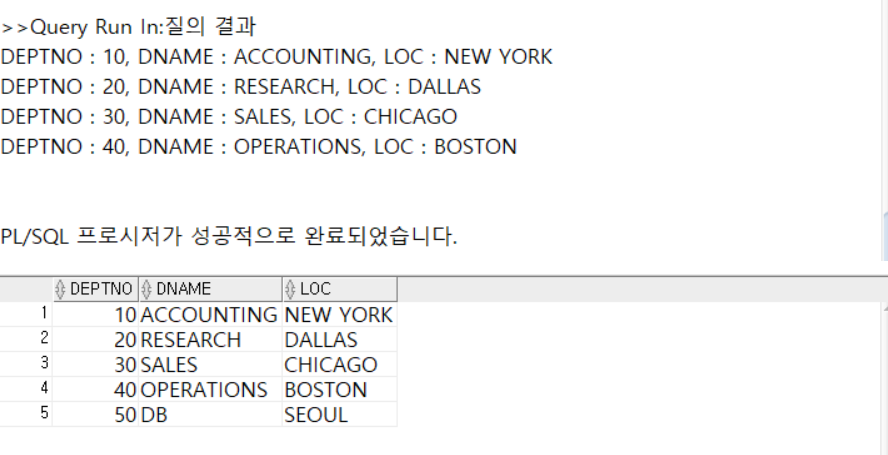 >>Query Run In:질의 결과
DEPTNO : 10, DNAME : ACCOUNTING, LOC : NEW YORK
DEPTNO : 20, DNAME : RESEARCH, LOC : DALLAS
DEPTNO : 30, DNAME : SALES, LOC : CHICAGO
DEPTNO : 40, DNAME : OPERATIONS, LOC : BOSTON
PL/SQL 프로시저가 성공적으로 완료되었습니다.
DEPTNO DNAME LOC
1 10 ACCOUNTING NEW YORK
2 20 RESEARCH DALLAS
3 30 SALES CHICAGO
4 40 OPERATIONS BOSTON
5 50 DB SEOUL